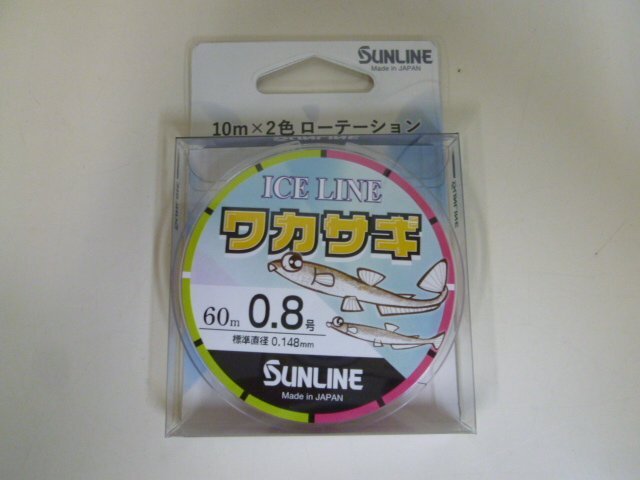 SUNLINE
Made in JAPAN
10m×2色 ローテーション
ICE LINE
ワカサギ
60m 0.8号
標準直径 0.148mm
SUNLINE
Made in JAPAN